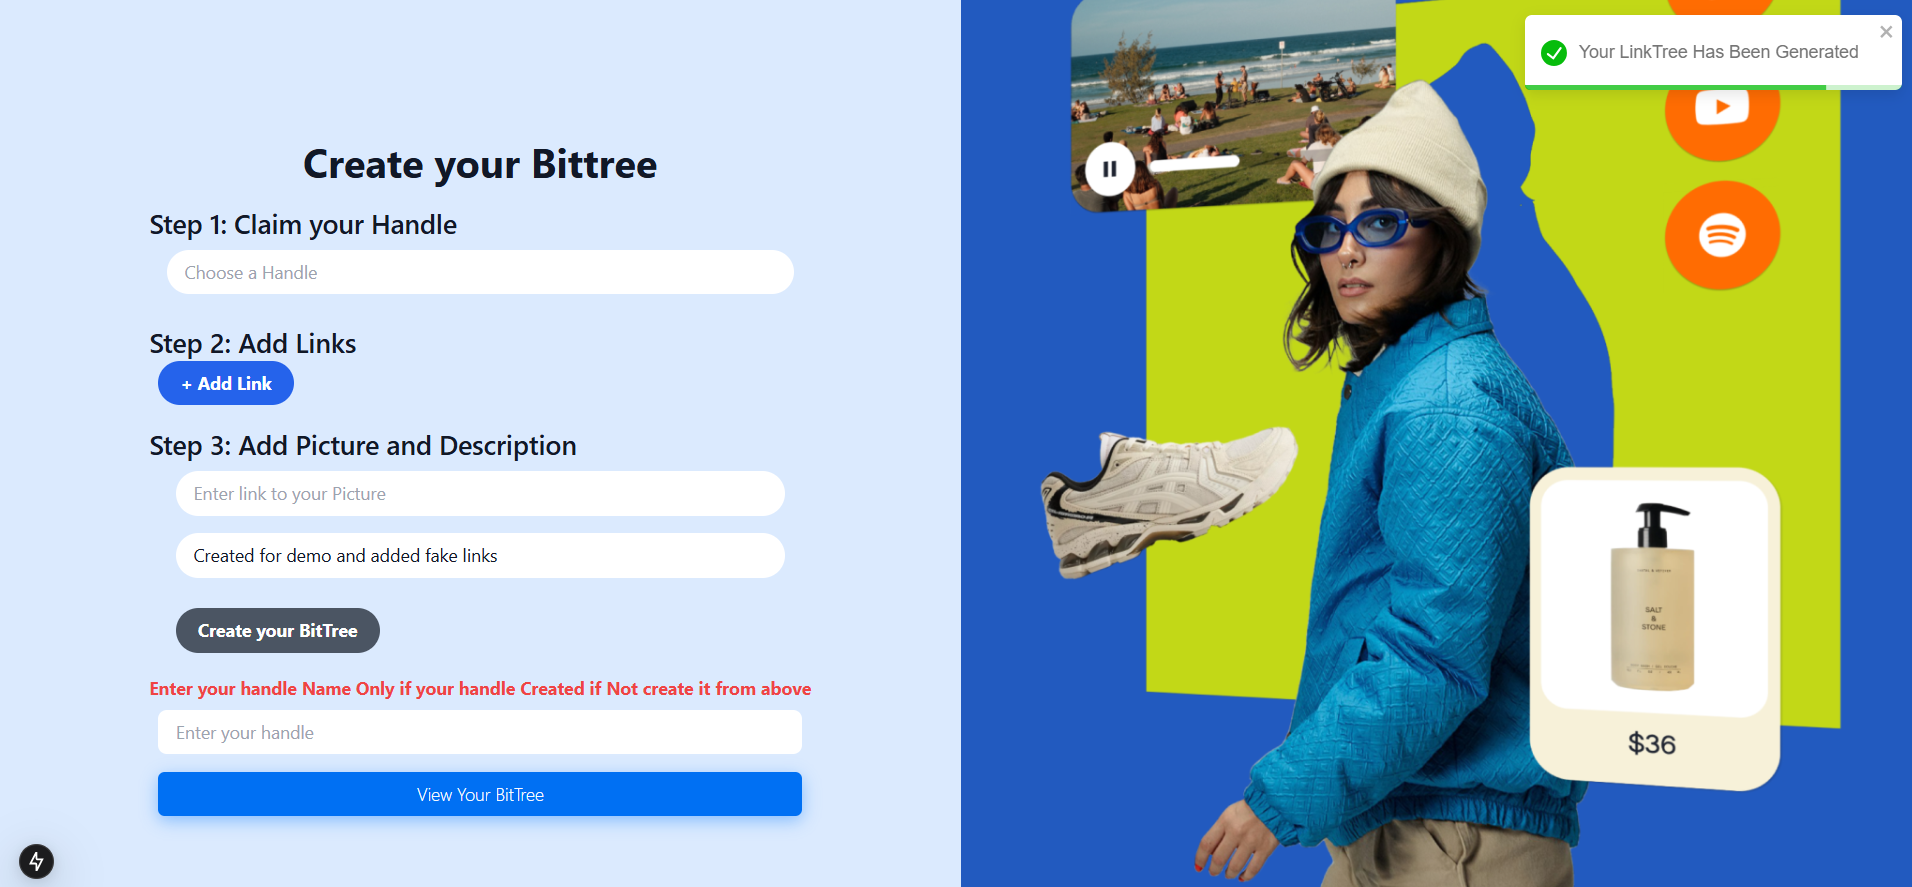 Your LinkTree Has Been Generated
Create your Bittree
Step 1: Claim your Handle
Choose a Handle
Step 2: Add Links
+ Add Link
Step 3: Add Picture and Description
Enter link to your Picture
Created for demo and added fake links
Create your BitTree
Enter your handle Name Only if your handle Created if Not create it from above
Enter your handle
View Your BitTree
SALT
&
STONE
$36